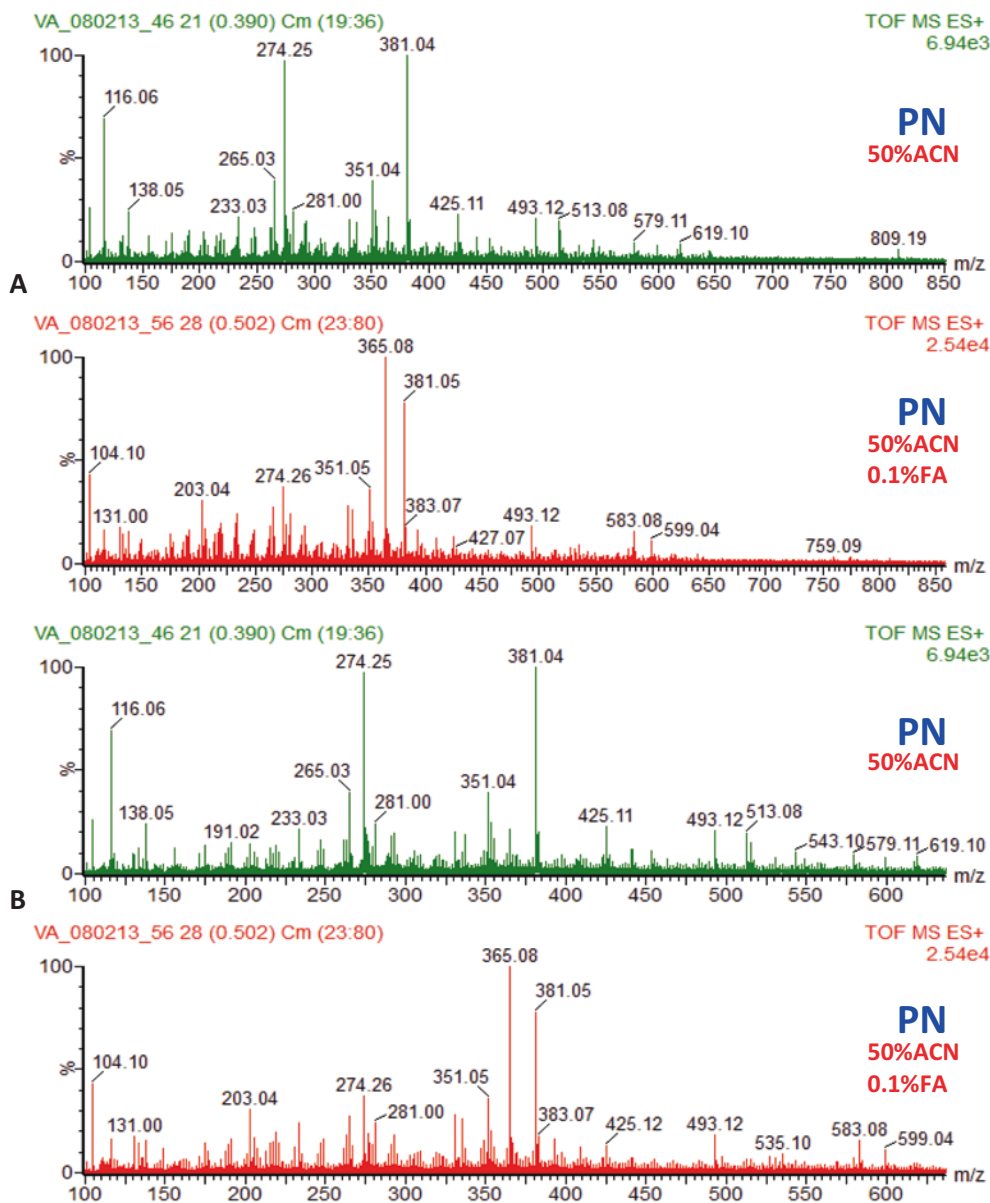 VA_080213_46 21 (0.390) Cm (19:36)
TOF MS ES+
6.94e3
100
%
0
116.06
138.05
233.03
265.03
274.25
281.00
351.04
381.04
425.11
493.12
513.08
579.11
619.10
809.19
PN
50%ACN
100 150 200 250 300 350 400 450 500 550 600 650 700 750 800 850 m/z
A
VA_080213_56 28 (0.502) Cm (23:80)
TOF MS ES+
2.54e4
100
%
0
104.10
131.00
203.04
274.26
351.05
365.08
381.05
383.07
427.07
493.12
583.08
599.04
759.09
PN
50%ACN
0.1%FA
100 150 200 250 300 350 400 450 500 550 600 650 700 750 800 850 m/z
VA_080213_46 21 (0.390) Cm (19:36)
TOF MS ES+
6.94e3
100
%
0
116.06
138.05
191.02
233.03
265.03
274.25
281.00
351.04
381.04
425.11
493.12
513.08
543.10
579.11
619.10
PN
50%ACN
100 150 200 250 300 350 400 450 500 550 600 m/z
B
VA_080213_56 28 (0.502) Cm (23:80)
TOF MS ES+
2.54e4
100
%
0
104.10
131.00
203.04
274.26
281.00
351.05
365.08
381.05
383.07
425.12
493.12
535.10
583.08
599.04
PN
50%ACN
0.1%FA
100 150 200 250 300 350 400 450 500 550 600 m/z